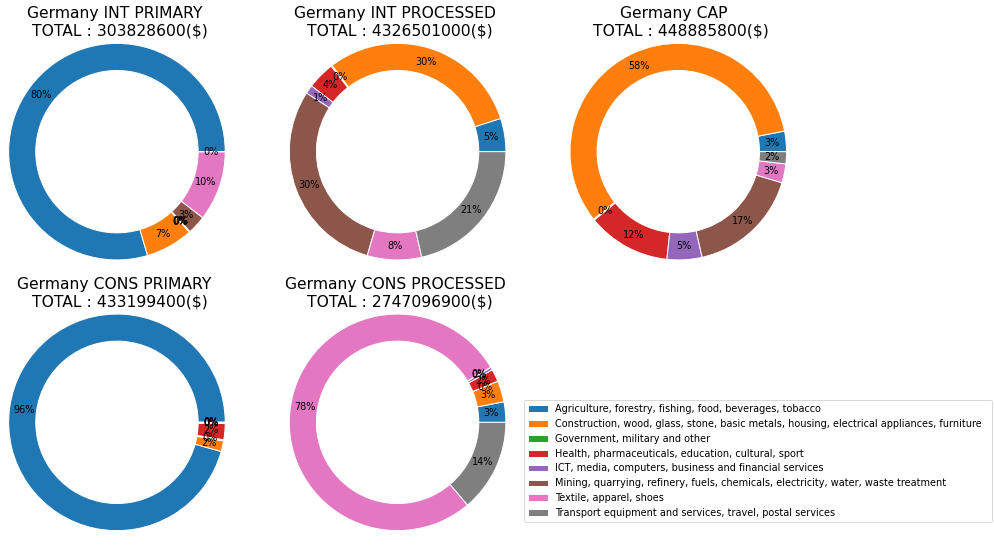 Germany INT PRIMARY
TOTAL : 303828600($)
80%
0%
10%
3%
0%
7%
Germany INT PROCESSED
TOTAL : 4326501000($)
30%
0%
4%
1%
5%
30%
21%
8%
Germany CAP
TOTAL : 448885800($)
58%
3%
2%
3%
17%
0%
12%
5%
Germany CONS PRIMARY
TOTAL : 433199400($)
96%
0%
2%
Germany CONS PROCESSED
TOTAL : 2747096900($)
0%
3%
3%
78%
14%
Agriculture, forestry, fishing, food, beverages, tobacco
Construction, wood, glass, stone, basic metals, housing, electrical appliances, furniture
Government, military and other
Health, pharmaceuticals, education, cultural, sport
ICT, media, computers, business and financial services
Mining, quarrying, refinery, fuels, chemicals, electricity, water, waste treatment
Textile, apparel, shoes
Transport equipment and services, travel, postal services